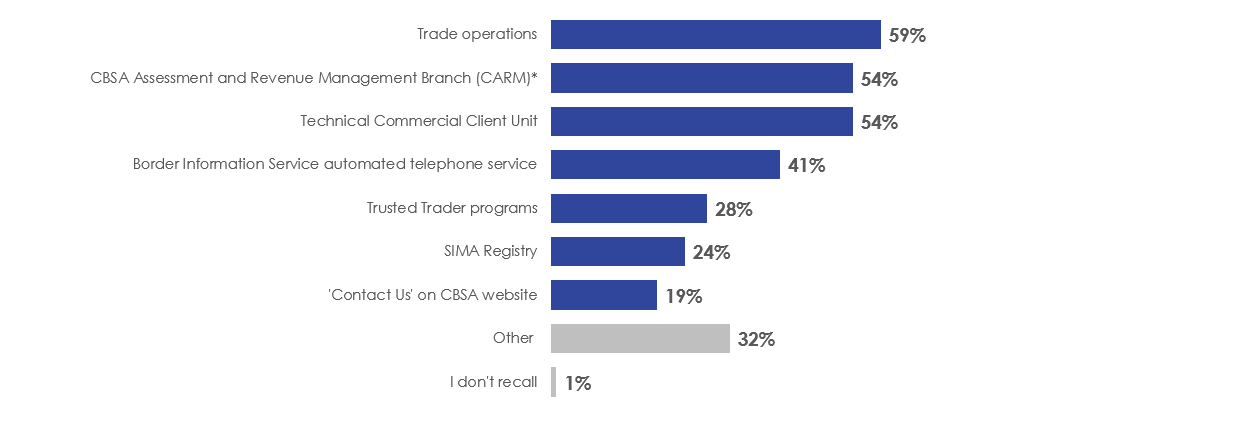 Trade operations 59%
CBSA Assessment and Revenue Management Branch (CARM)* 54%
Technical Commercial Client Unit 54%
Border Information Service automated telephone service 41%
Trusted Trader programs 28%
SIMA Registry 24%
'Contact Us' on CBSA website 19%
Other 32%
I don't recall 1%